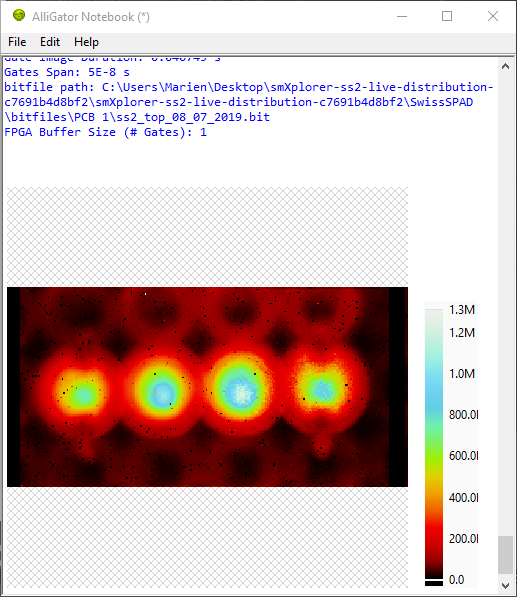 AlliGator Notebook (*)
File Edit Help
Gate Image Duration: 0.040749 s
Gates Span: 5E-8 s
bitfile path: C:\Users\Marien\Desktop\smXplorer-ss2-live-distribution-
c7691b4d8bf2\smXplorer-ss2-live-distribution-c7691b4d8bf2\SwissSPAD
\bitfiles\PCB 1\ss2_top_08_07_2019.bit
FPGA Buffer Size (# Gates): 1
1.3M
1.2M
1.0M
800.0
600.0
400.0
200.0
0.0